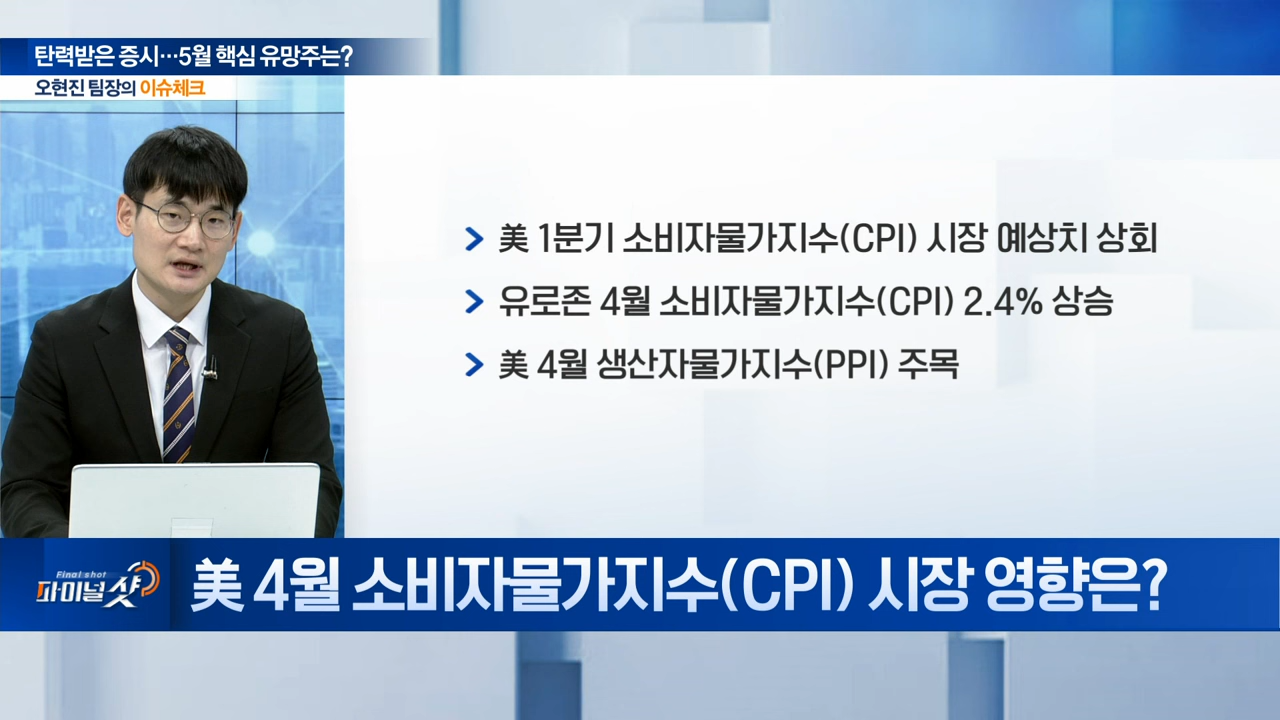 탄력받은 증시…5월 핵심 유망주는?
오현진 팀장의 이슈체크
美 1분기 소비자물가지수(CPI) 시장 예상치 상회
유로존 4월 소비자물가지수(CPI) 2.4% 상승
美 4월 생산자물가지수(PPI) 주목
Final shot
파이널 샷
美 4월 소비자물가지수(CPI) 시장 영향은?